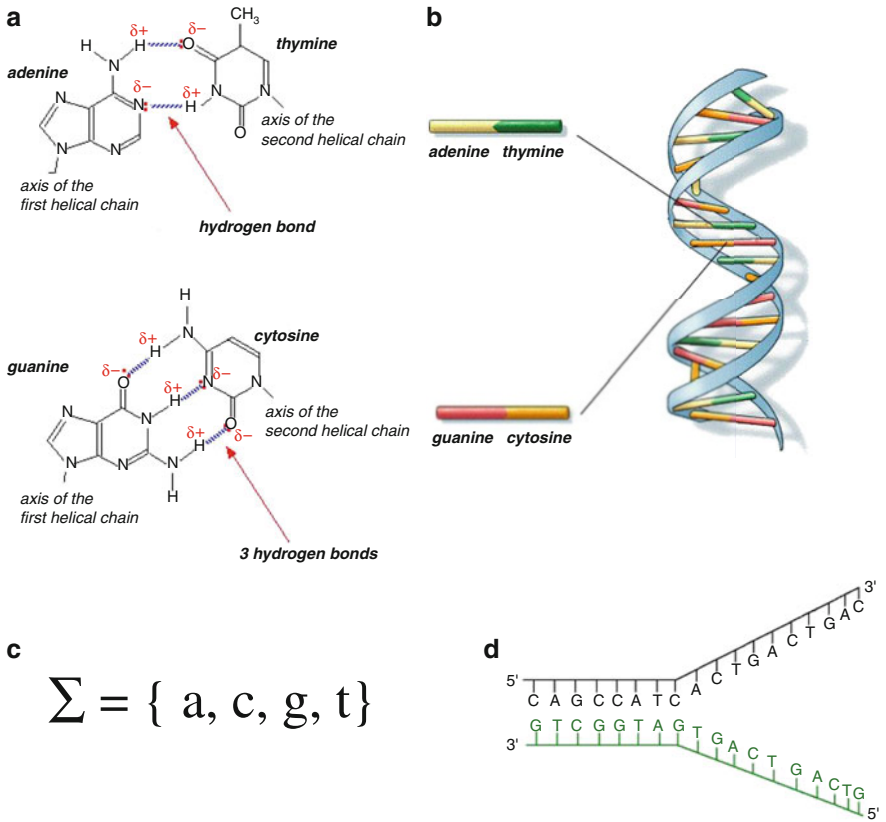 a
CH3
δ+
δ−
H
H
O
thymine
adenine
N
δ−
δ+
N
N
H
N
N
N
N
O
axis of the
second helical chain
axis of the
first helical chain
hydrogen bond
H
δ+
N
cytosine
H
guanine
δ−
O
δ+
N
δ−
H
N
N
N
O
δ−
axis of the
second helical chain
δ+
H
N
N
N
H
axis of the
first helical chain
3 hydrogen bonds
b
adenine thymine
guanine cytosine
c
Σ = { a, c, g, t}
d
5' C A G C C A T C A C T G A C T G A C 3'
3' G T C G G T A G T G A C T G A C T G 5'